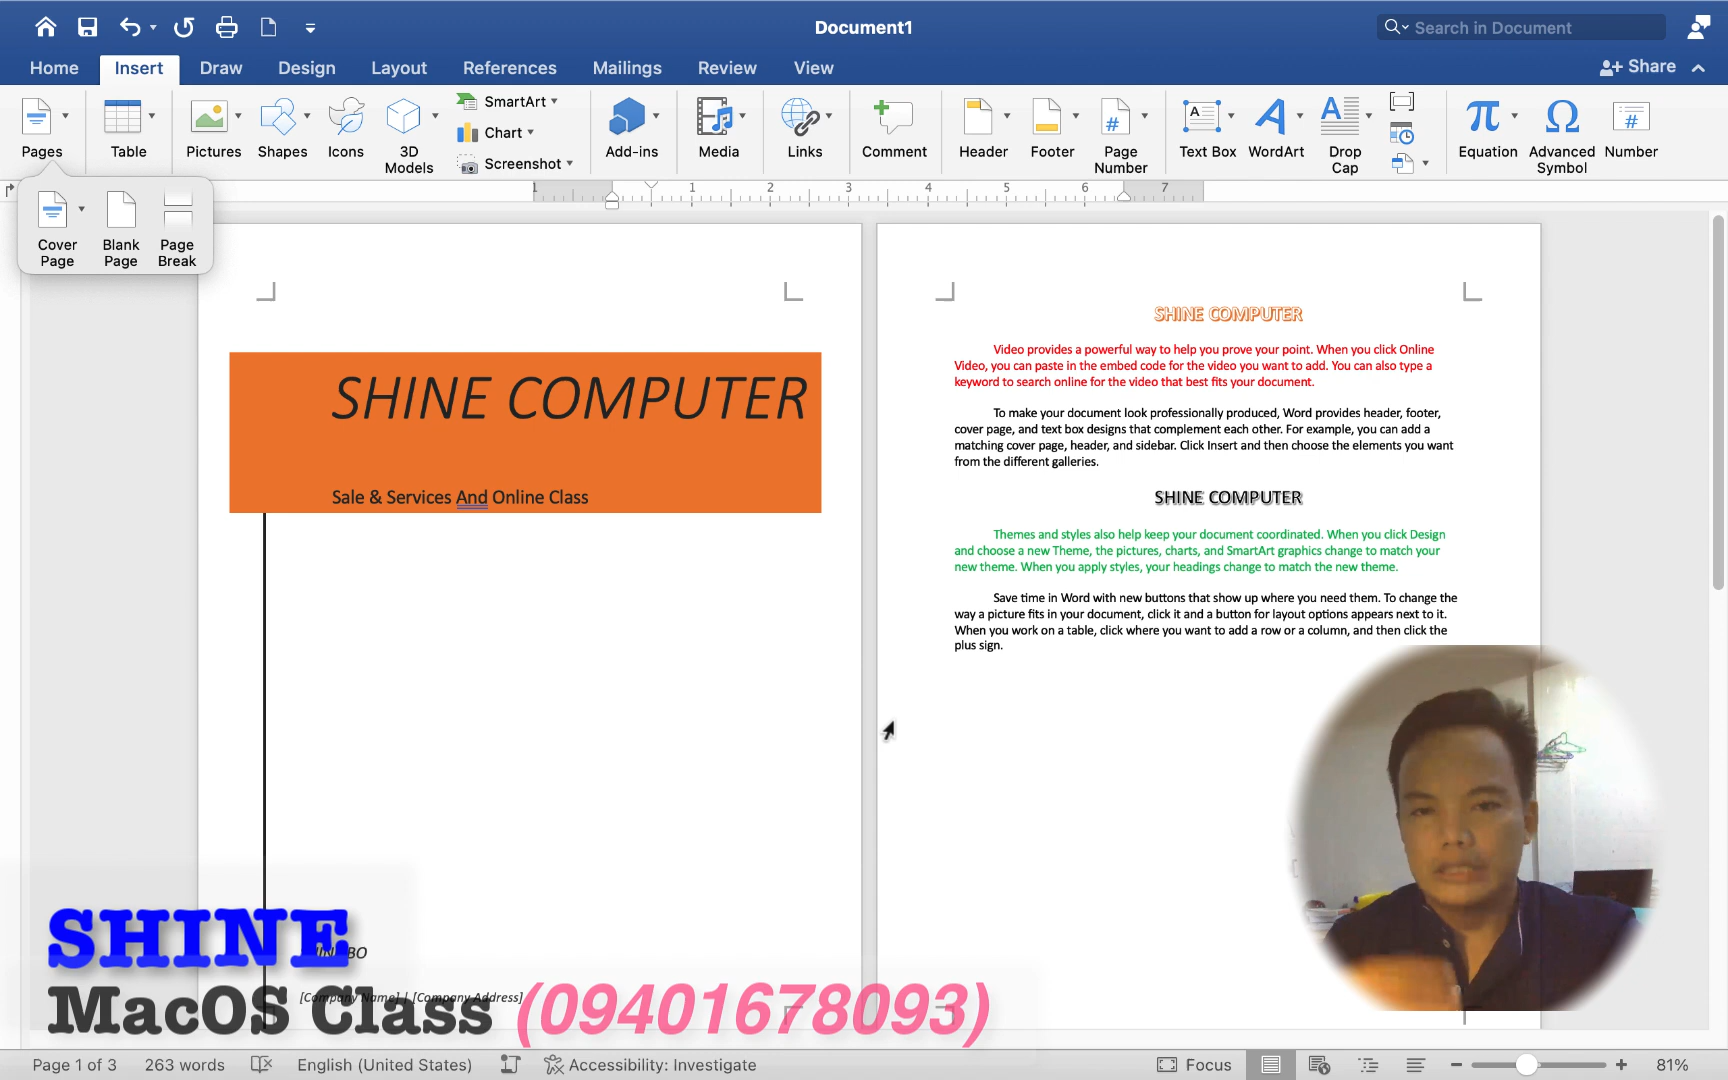 Document1
Search in Document
Home Insert Draw Design Layout References Mailings Review View
Share
Pages
Table
Pictures
Shapes
Icons
3D
Models
SmartArt
Chart
Screenshot
Add-ins
Media
Links
Comment
Header
Footer
Page
Number
Text Box
WordArt
Drop
Cap
Equation
Advanced
Symbol
Number
Cover
Page
Blank
Page
Page
Break
1 1 2 3 4 5 6 7
SHINE COMPUTER
Sale & Services And Online Class
[Company Name] | [Company Address]
SHINE COMPUTER
Video provides a powerful way to help you prove your point. When you click Online
Video, you can paste in the embed code for the video you want to add. You can also type a
keyword to search online for the video that best fits your document.
To make your document look professionally produced, Word provides header, footer,
cover page, and text box designs that complement each other. For example, you can add a
matching cover page, header, and sidebar. Click Insert and then choose the elements you want
from the different galleries.
SHINE COMPUTER
Themes and styles also help keep your document coordinated. When you click Design
and choose a new Theme, the pictures, charts, and SmartArt graphics change to match your
new theme. When you apply styles, your headings change to match the new theme.
Save time in Word with new buttons that show up where you need them. To change the
way a picture fits in your document, click it and a button for layout options appears next to it.
When you work on a table, click where you want to add a row or a column, and then click the
plus sign.
SHINE
MacOS Class (09401678093)
Page 1 of 3 263 words English (United States) Accessibility: Investigate
Focus
81%